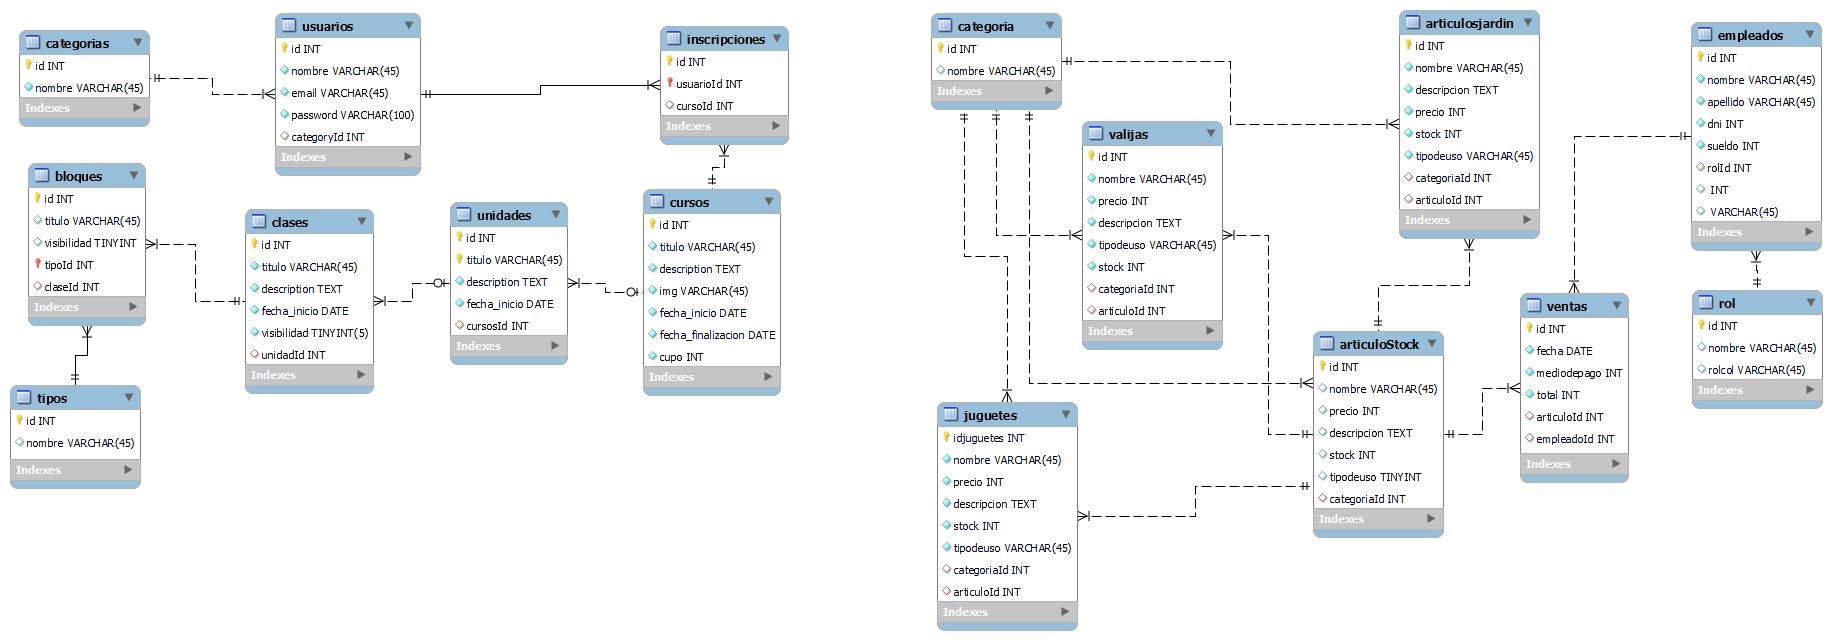 categorias
id INT
nombre VARCHAR(45)
Indexes
usuarios
id INT
nombre VARCHAR(45)
email VARCHAR(45)
password VARCHAR(100)
categoryId INT
Indexes
inscripciones
id INT
usuarioId INT
cursoId INT
Indexes
bloques
id INT
titulo VARCHAR(45)
visibilidad TINYINT
tipoId INT
claseId INT
Indexes
clases
id INT
titulo VARCHAR(45)
description TEXT
fecha_inicio DATE
visibilidad TINYINT(5)
unidadId INT
Indexes
unidades
id INT
titulo VARCHAR(45)
description TEXT
fecha_inicio DATE
cursosId INT
Indexes
cursos
id INT
titulo VARCHAR(45)
description TEXT
img VARCHAR(45)
fecha_inicio DATE
fecha_finalizacion DATE
cupo INT
Indexes
tipos
id INT
nombre VARCHAR(45)
Indexes
categoria
id INT
nombre VARCHAR(45)
Indexes
valijas
id INT
nombre VARCHAR(45)
precio INT
descripcion TEXT
tipodeuso VARCHAR(45)
stock INT
categoriaId INT
articuloId INT
Indexes
articulosjardin
id INT
nombre VARCHAR(45)
descripcion TEXT
precio INT
stock INT
tipodeuso VARCHAR(45)
categoriaId INT
articuloId INT
Indexes
empleados
id INT
nombre VARCHAR(45)
apellido VARCHAR(45)
dni INT
sueldo INT
rolId INT
INT
VARCHAR(45)
Indexes
juguetes
idjuguetes INT
nombre VARCHAR(45)
precio INT
descripcion TEXT
stock INT
tipodeuso VARCHAR(45)
categoriaId INT
articuloId INT
Indexes
articuloStock
id INT
nombre VARCHAR(45)
precio INT
descripcion TEXT
stock INT
tipodeuso TINYINT
categoriaId INT
Indexes
ventas
id INT
fecha DATE
mediodepago INT
total INT
articuloId INT
empleadoId INT
Indexes
rol
id INT
nombre VARCHAR(45)
rolcol VARCHAR(45)
Indexes